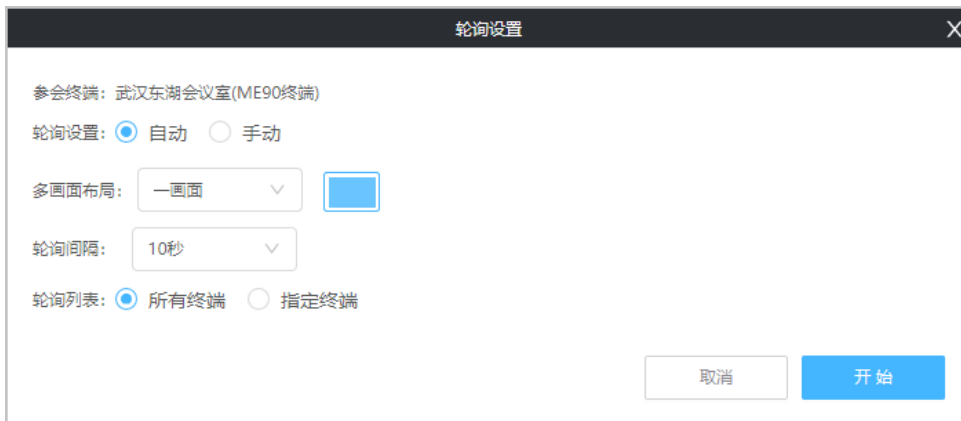 轮询设置 X
参会终端：武汉东湖会议室(ME90终端)
轮询设置： 自动 手动
多画面布局： 一画面
轮询间隔： 10秒
轮询列表： 所有终端 指定终端
取消 开 始